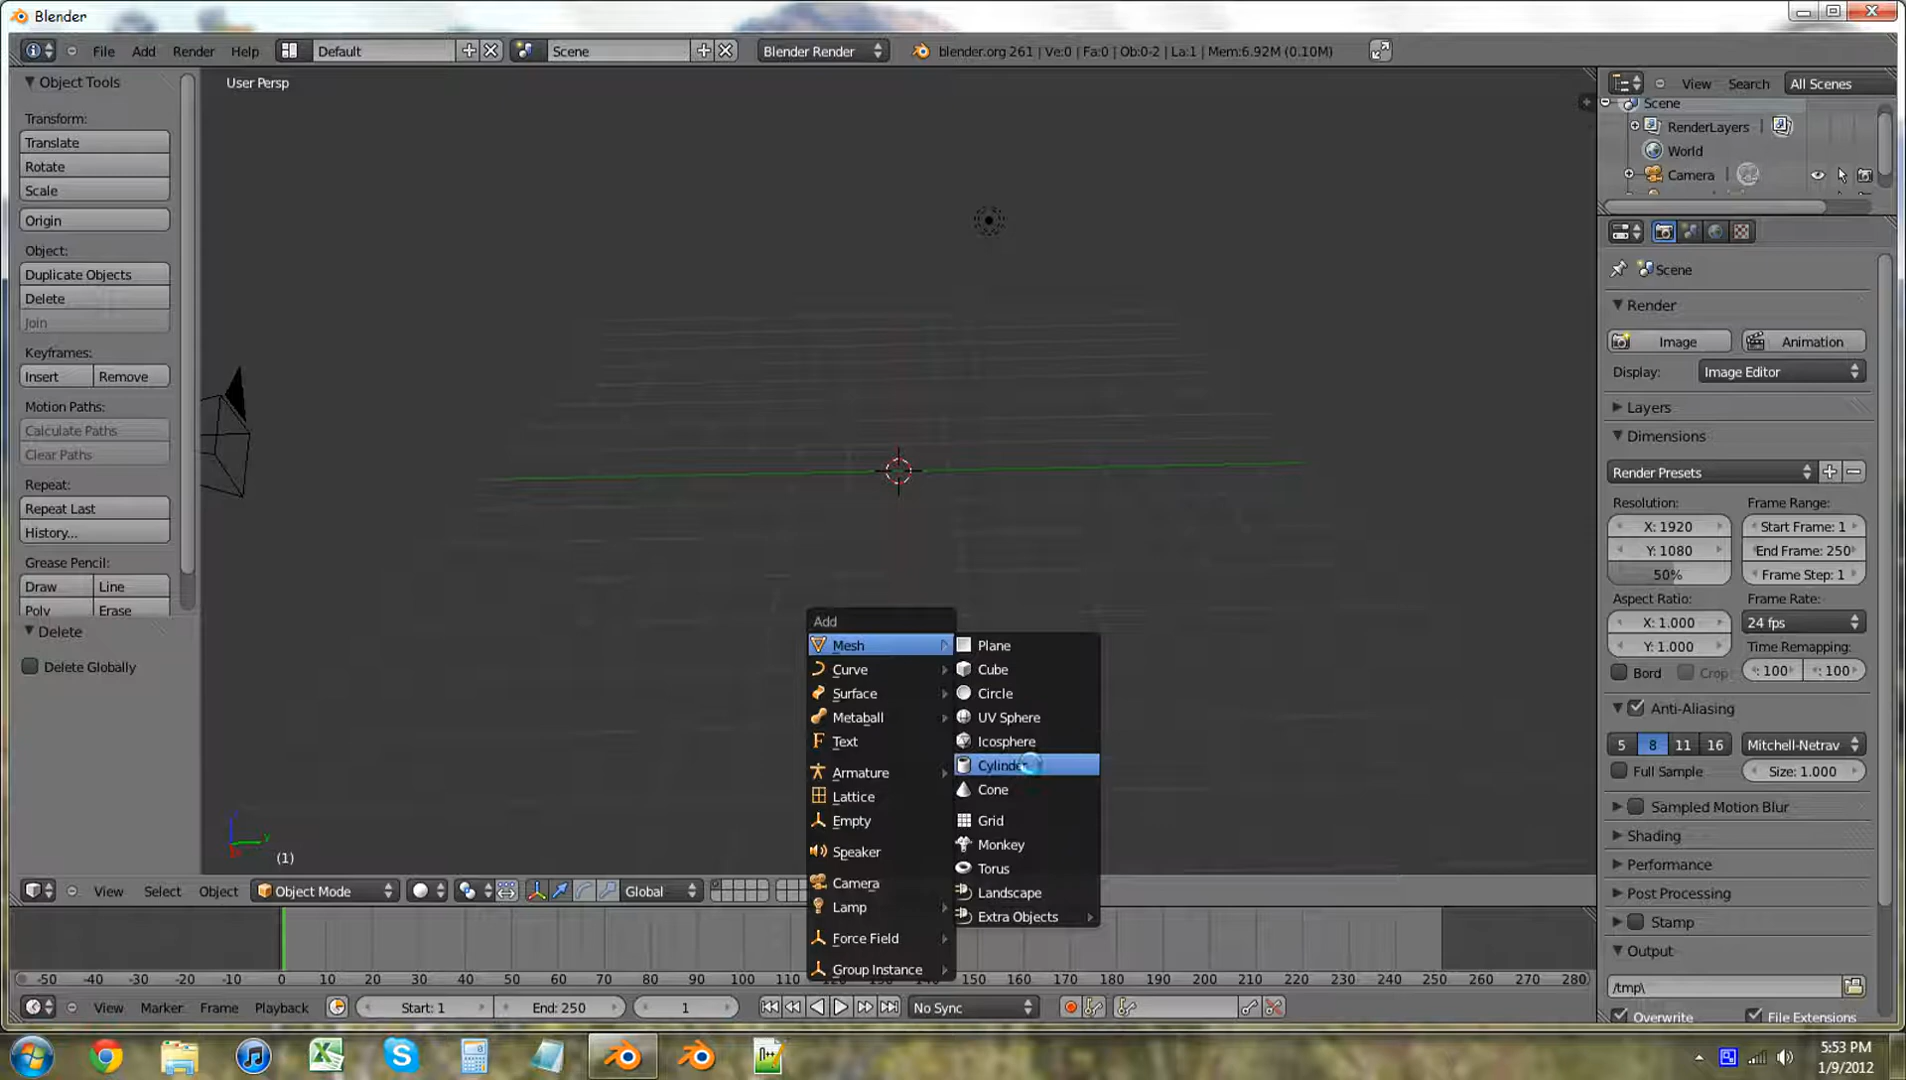 Blender
File Add Render Help Default Scene Blender Render blender.org 261 | Ve:0 | Fa:0 | Ob:0-2 | La:1 | Mem:6.92M (0.10M)
Object Tools
Transform:
Translate
Rotate
Scale
Origin
Object:
Duplicate Objects
Delete
Join
Keyframes:
Insert Remove
Motion Paths:
Calculate Paths
Clear Paths
Repeat:
Repeat Last
History...
Grease Pencil:
Draw Line
Poly Erase
Delete
Delete Globally
User Persp
(1)
Add
Mesh
Curve
Surface
Metaball
Text
Armature
Lattice
Empty
Speaker
Camera
Lamp
Force Field
Group Instance
Plane
Cube
Circle
UV Sphere
Icosphere
Cylinder
Cone
Grid
Monkey
Torus
Landscape
Extra Objects
View Select Object Object Mode Global
-50 -40 -30 -20 -10 0 10 20 30 40 50 60 70 80 90 100 110 120 130 140 150 160 170 180 190 200 210 220 230 240 250 260 270 280
View Marker Frame Playback Start: 1 End: 250 1 No Sync
View Search All Scenes
Scene
RenderLayers
World
Camera
Scene
Render
Image Animation
Display: Image Editor
Layers
Dimensions
Render Presets
Resolution: Frame Range:
X: 1920 Start Frame: 1
Y: 1080 End Frame: 250
50% Frame Step: 1
Aspect Ratio: Frame Rate:
X: 1.000 24 fps
Y: 1.000 Time Remapping:
Bord Crop : 100 : 100
Anti-Aliasing
5 8 11 16 Mitchell-Netrav
Full Sample Size: 1.000
Sampled Motion Blur
Shading
Performance
Post Processing
Stamp
Output
/tmp\
Overwrite File Extensions
5:53 PM
1/9/2012